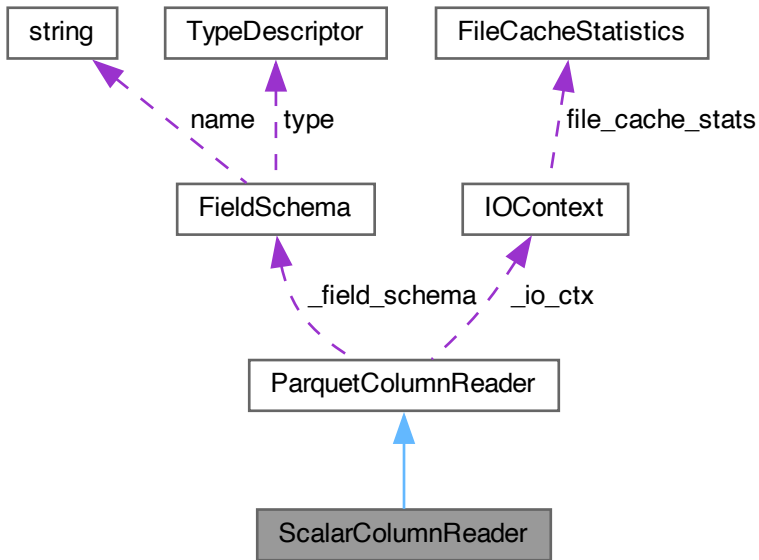 string
TypeDescriptor
FileCacheStatistics
name
type
file_cache_stats
FieldSchema
IOContext
_field_schema
_io_ctx
ParquetColumnReader
ScalarColumnReader